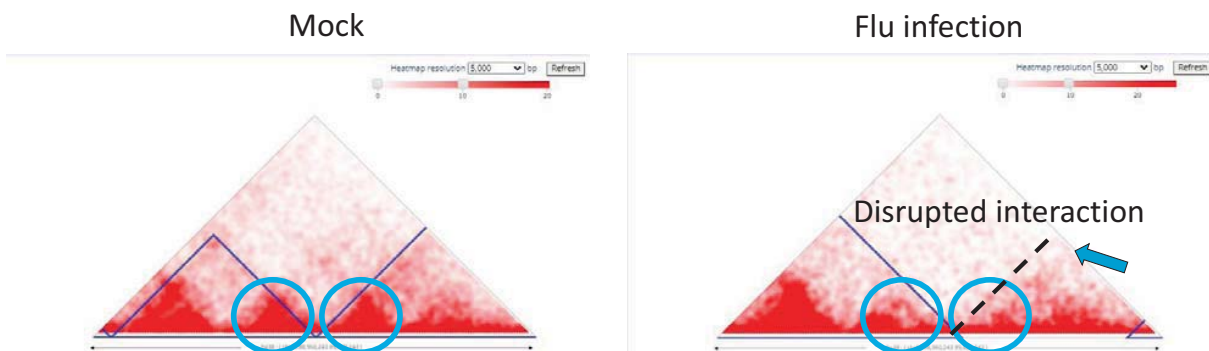 Mock
Heatmap resolution 5,000 bp Refresh
0 10 20
Flu infection
Heatmap resolution 5,000 bp Refresh
0 10 20
Disrupted interaction